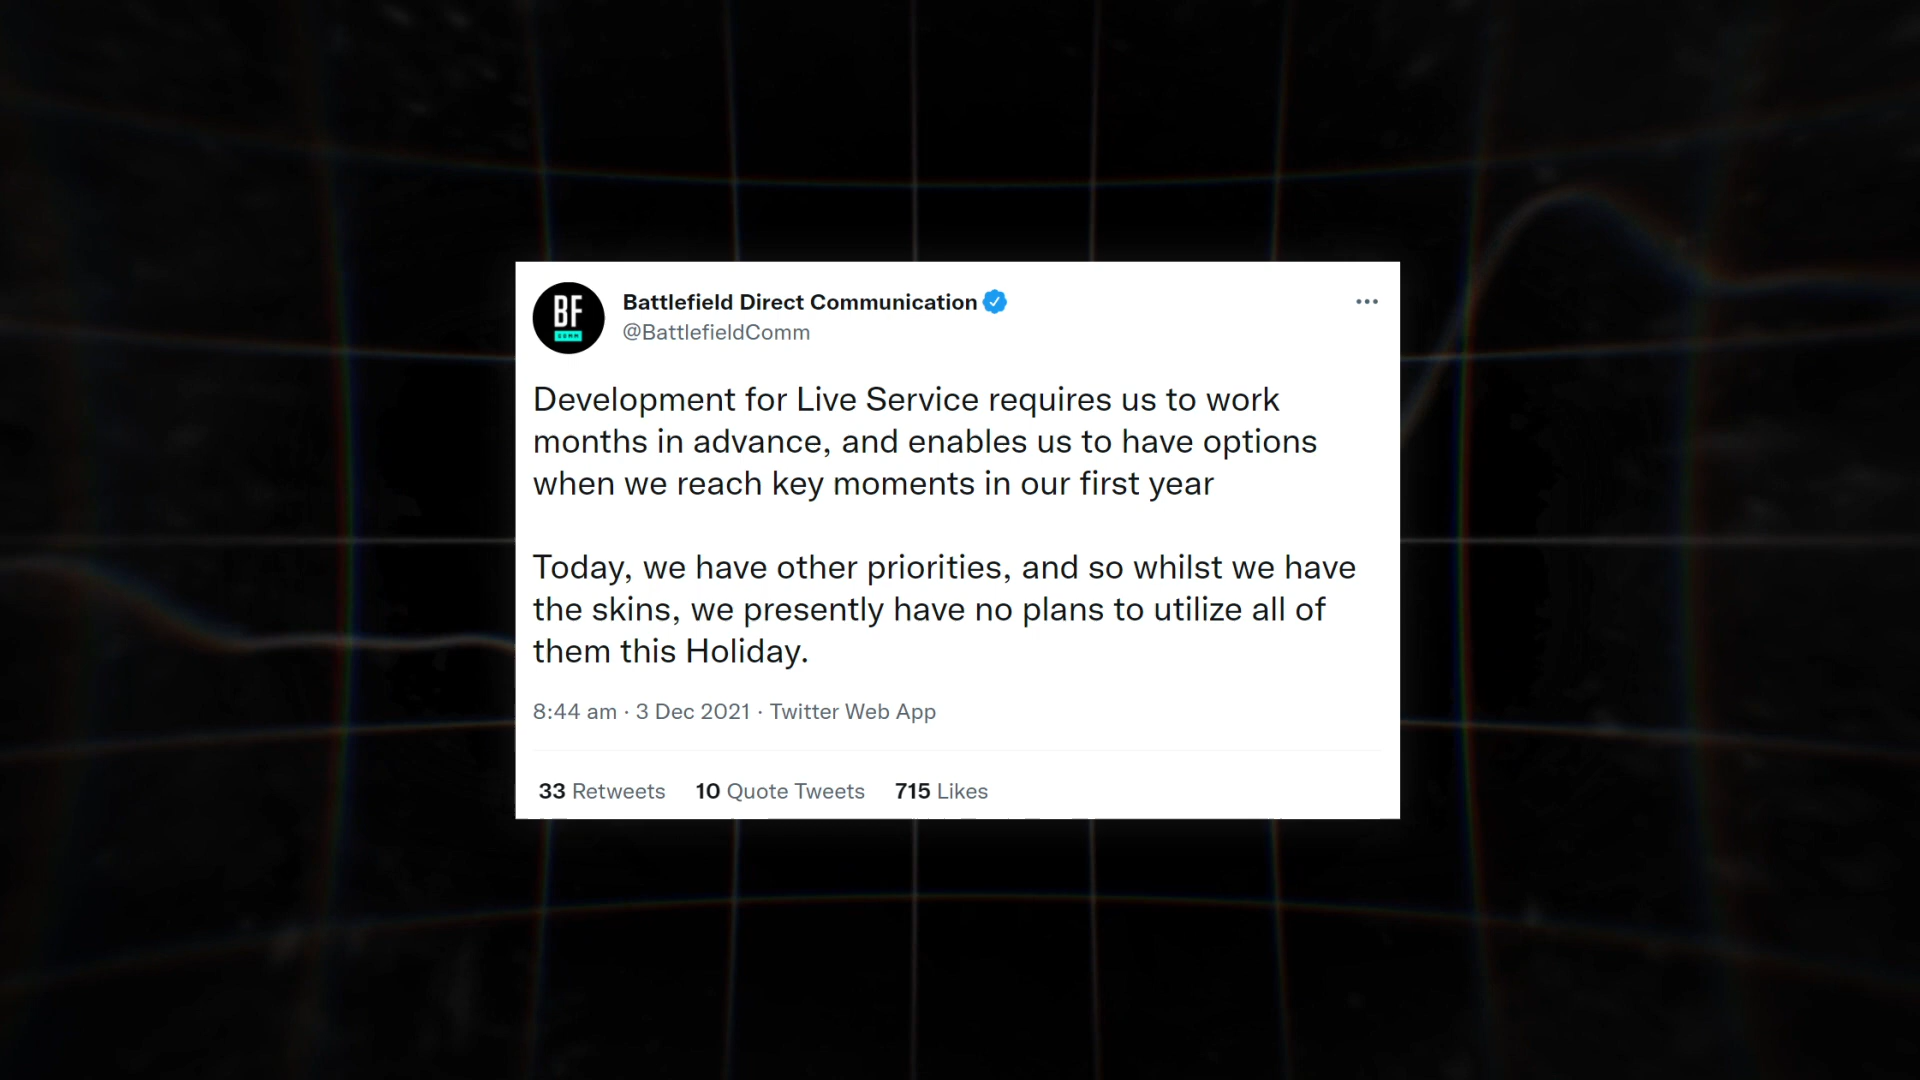 BF
COMM
Battlefield Direct Communication
@BattlefieldComm
Development for Live Service requires us to work
months in advance, and enables us to have options
when we reach key moments in our first year
Today, we have other priorities, and so whilst we have
the skins, we presently have no plans to utilize all of
them this Holiday.
8:44 am · 3 Dec 2021 · Twitter Web App
33 Retweets 10 Quote Tweets 715 Likes